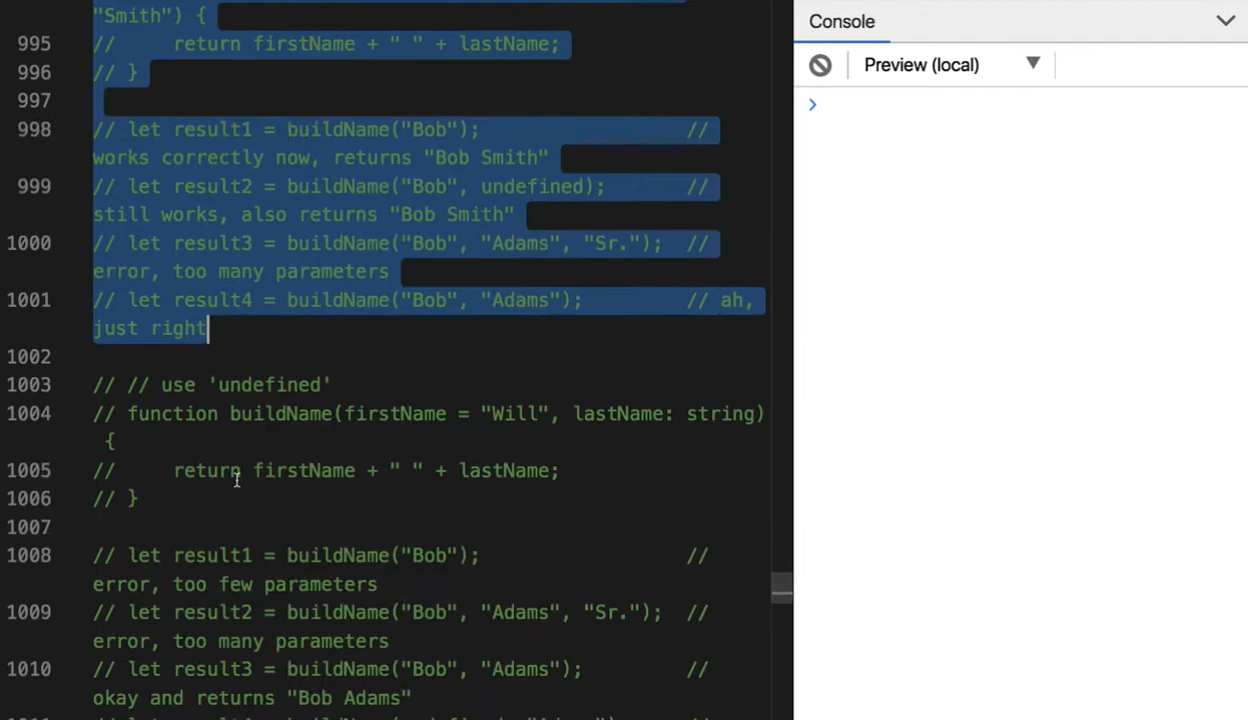 "Smith") {
995 //     return firstName + " " + lastName;
996 // }
997
998 // let result1 = buildName("Bob");                  //
works correctly now, returns "Bob Smith"
999 // let result2 = buildName("Bob", undefined);       //
still works, also returns "Bob Smith"
1000 // let result3 = buildName("Bob", "Adams", "Sr.");  //
error, too many parameters
1001 // let result4 = buildName("Bob", "Adams");         // ah,
just right
1002
1003 // // use 'undefined'
1004 // function buildName(firstName = "Will", lastName: string)
{
1005 //     return firstName + " " + lastName;
1006 // }
1007
1008 // let result1 = buildName("Bob");                  //
error, too few parameters
1009 // let result2 = buildName("Bob", "Adams", "Sr.");  //
error, too many parameters
1010 // let result3 = buildName("Bob", "Adams");         //
okay and returns "Bob Adams"
Console
Preview (local)